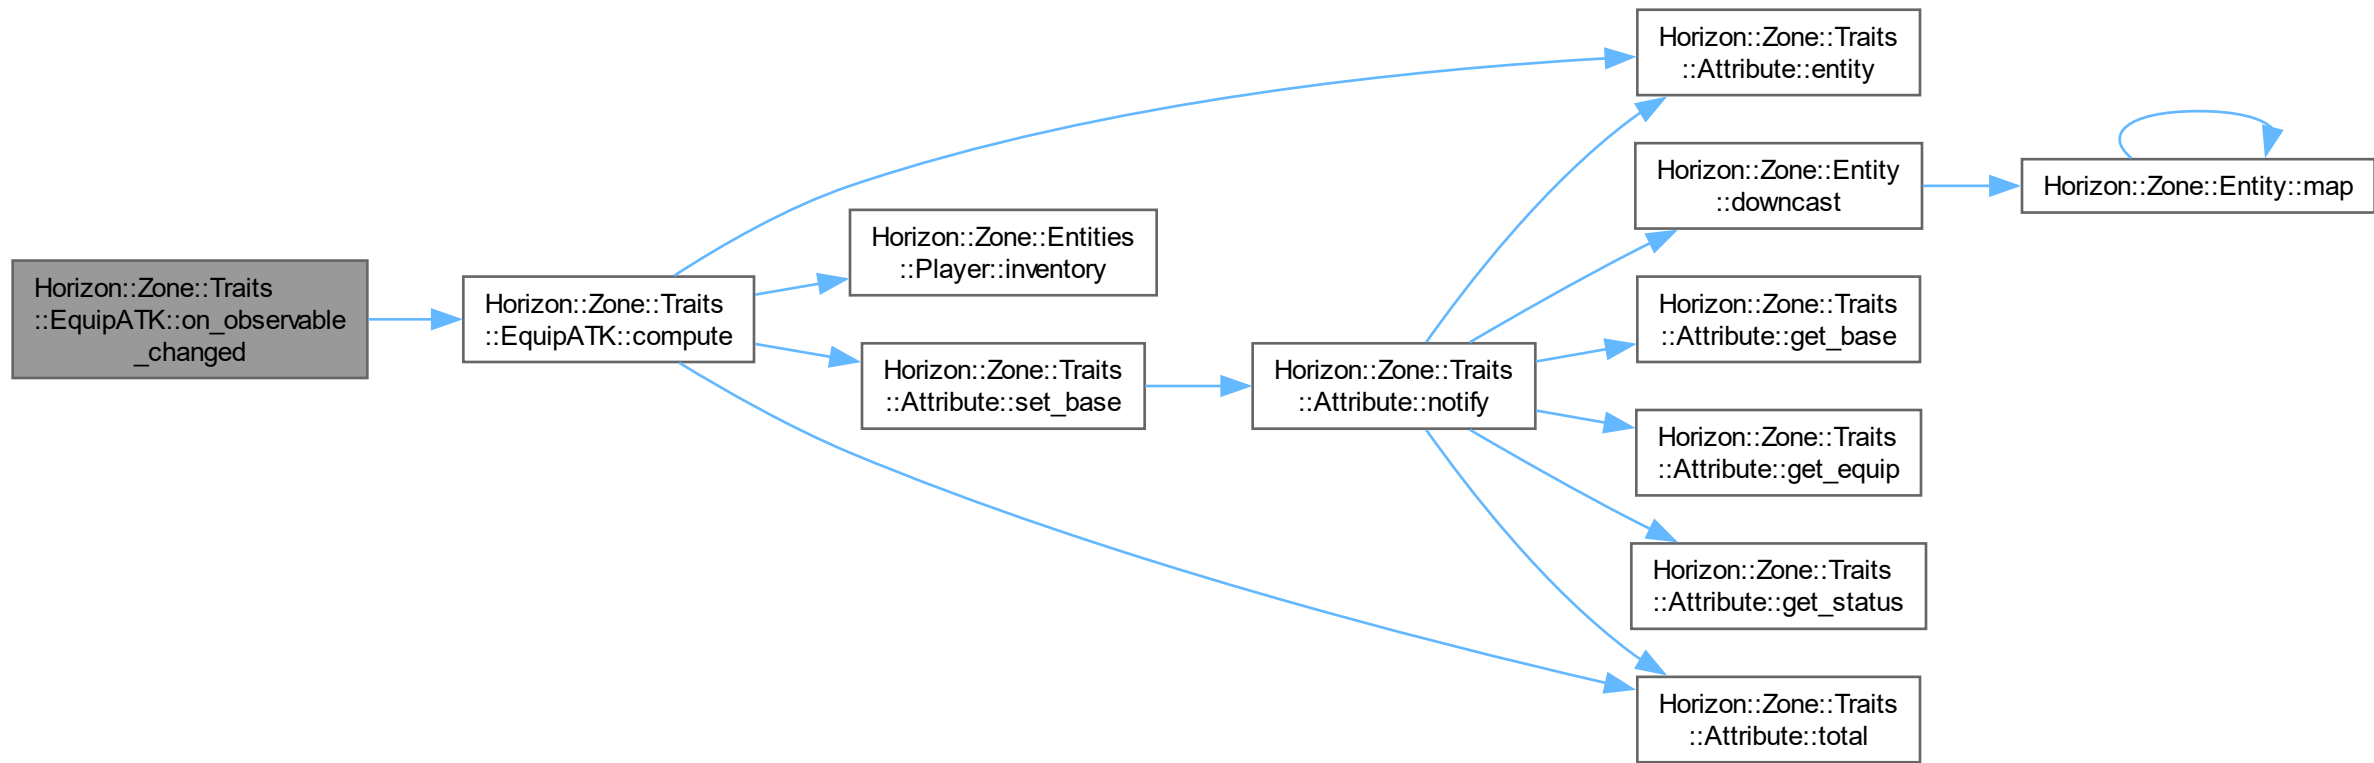 Horizon::Zone::Traits
::EquipATK::on_observable
_changed
Horizon::Zone::Traits
::EquipATK::compute
Horizon::Zone::Entities
::Player::inventory
Horizon::Zone::Traits
::Attribute::set_base
Horizon::Zone::Traits
::Attribute::notify
Horizon::Zone::Traits
::Attribute::entity
Horizon::Zone::Entity
::downcast
Horizon::Zone::Traits
::Attribute::get_base
Horizon::Zone::Traits
::Attribute::get_equip
Horizon::Zone::Traits
::Attribute::get_status
Horizon::Zone::Traits
::Attribute::total
Horizon::Zone::Entity::map